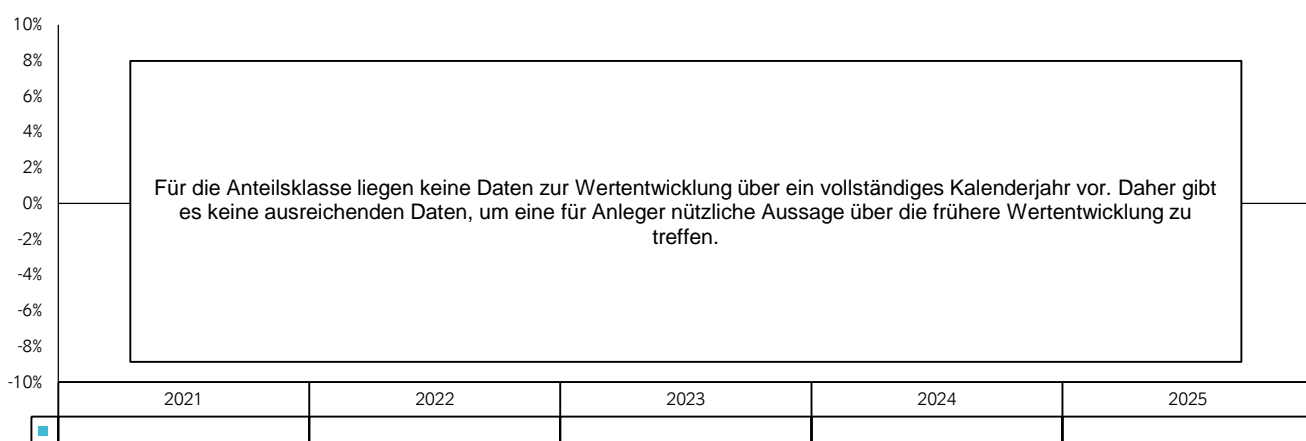 10%
8%
6%
4%
2%
0%
-2%
-4%
-6%
-8%
-10%
Für die Anteilsklasse liegen keine Daten zur Wertentwicklung über ein vollständiges Kalenderjahr vor. Daher gibt
es keine ausreichenden Daten, um eine für Anleger nützliche Aussage über die frühere Wertentwicklung zu
treffen.
2021 2022 2023 2024 2025